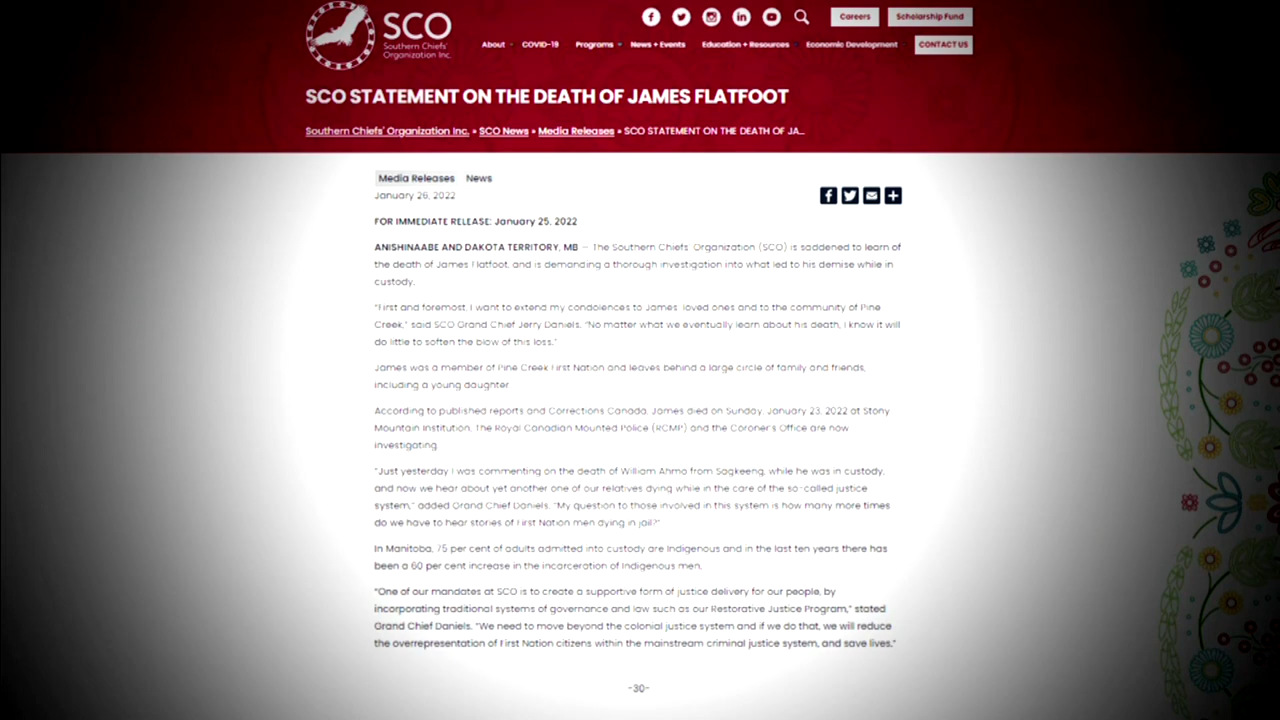 SCO
Southern Chiefs'
Organization Inc.
Careers
Scholarship Fund
About
COVID-19
Programs
News + Events
Education + Resources
Economic Development
CONTACT US
SCO STATEMENT ON THE DEATH OF JAMES FLATFOOT
Southern Chiefs' Organization Inc. » SCO News » Media Releases » SCO STATEMENT ON THE DEATH OF JA...
Media Releases News
January 26, 2022
FOR IMMEDIATE RELEASE: January 25, 2022
ANISHINAABE AND DAKOTA TERRITORY, MB – The Southern Chiefs' Organization (SCO) is saddened to learn of
the death of James Flatfoot, and is demanding a thorough investigation into what led to his demise while in
custody.
"First and foremost, I want to extend my condolences to James' loved ones and to the community of Pine
Creek," said SCO Grand Chief Jerry Daniels. "No matter what we eventually learn about his death, I know it will
do little to soften the blow of this loss."
James was a member of Pine Creek First Nation and leaves behind a large circle of family and friends,
including a young daughter
According to published reports and Corrections Canada, James died on Sunday, January 23, 2022 at Stony
Mountain Institution. The Royal Canadian Mounted Police (RCMP) and the Coroner's Office are now
investigating
"Just yesterday I was commenting on the death of William Ahmo from Sagkeeng, while he was in custody,
and now we hear about yet another one of our relatives dying while in the care of the so-called justice
system," added Grand Chief Daniels. "My question to those involved in this system is how many more times
do we have to hear stories of First Nation men dying in jail?"
In Manitoba, 75 per cent of adults admitted into custody are Indigenous and in the last ten years there has
been a 60 per cent increase in the incarceration of Indigenous men.
"One of our mandates at SCO is to create a supportive form of justice delivery for our people, by
incorporating traditional systems of governance and law such as our Restorative Justice Program," stated
Grand Chief Daniels. "We need to move beyond the colonial justice system and if we do that, we will reduce
the overrepresentation of First Nation citizens within the mainstream criminal justice system, and save lives."
-30-